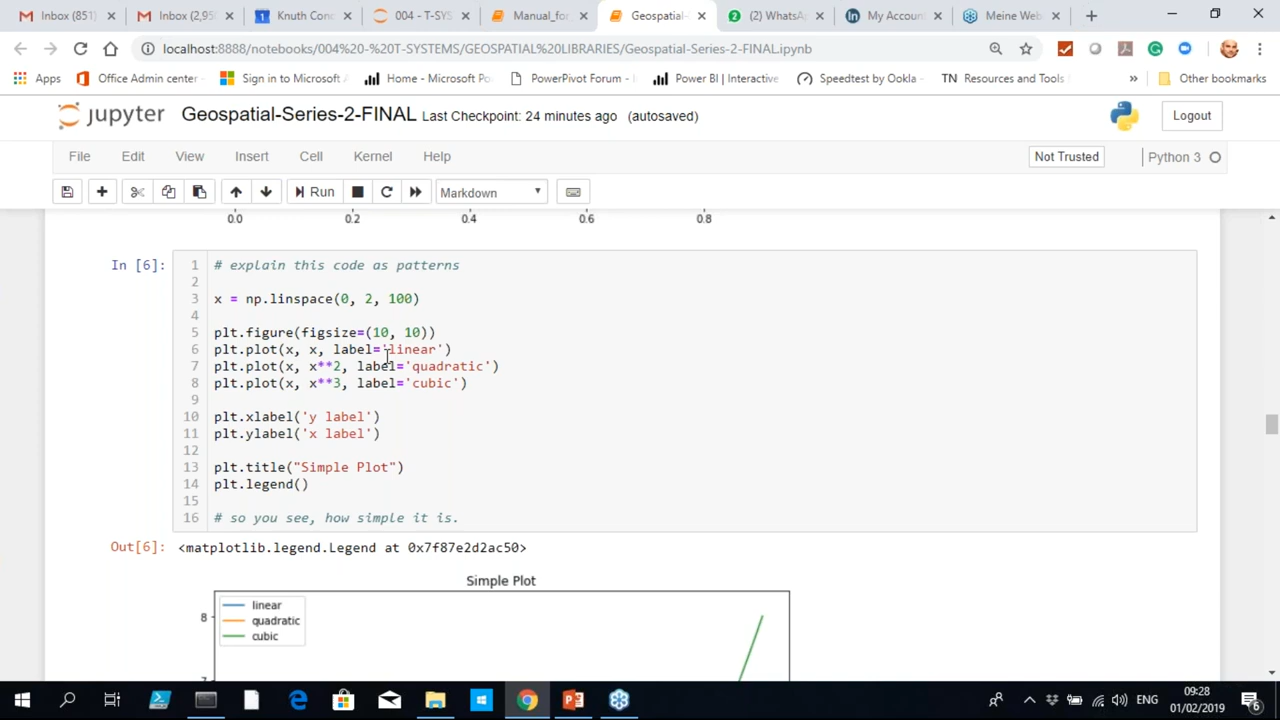 Inbox (851)
Inbox (2,95
Knuth Con
004 - T-SY
Manual_for
Geospatial-
(2) WhatsA
My Accoun
Meine Web
localhost:8888/notebooks/004%20-%20T-SYSTEMS/GEOSPATIAL%20LIBRARIES/Geospatial-Series-2-FINAL.ipynb
Apps
Office Admin center -
Sign in to Microsoft
Home - Microsoft Po
PowerPivot Forum -
Power BI | Interactive
Speedtest by Ookla -
TN Resources and Tools
»
Other bookmarks
jupyter Geospatial-Series-2-FINAL Last Checkpoint: 24 minutes ago (autosaved)
Logout
File Edit View Insert Cell Kernel Help
Not Trusted
Python 3
Run
Markdown
0.0 0.2 0.4 0.6 0.8
In [6]:
1 # explain this code as patterns
2
3 x = np.linspace(0, 2, 100)
4
5 plt.figure(figsize=(10, 10))
6 plt.plot(x, x, label='linear')
7 plt.plot(x, x**2, label='quadratic')
8 plt.plot(x, x**3, label='cubic')
9
10 plt.xlabel('y label')
11 plt.ylabel('x label')
12
13 plt.title("Simple Plot")
14 plt.legend()
15
16 # so you see, how simple it is.
Out[6]: <matplotlib.legend.Legend at 0x7f87e2d2ac50>
Simple Plot
linear
8
quadratic
cubic
ENG
09:28
01/02/2019
6